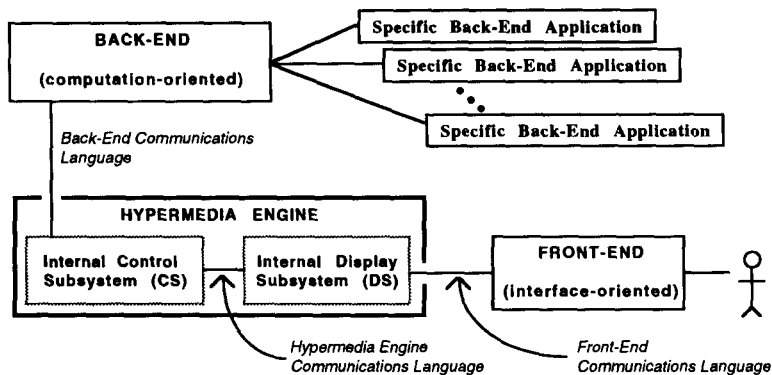 BACK-END
(computation-oriented)
Specific Back-End Application
Specific Back-End Application
Specific Back-End Application
Back-End Communications
Language
HYPERMEDIA ENGINE
Internal Control
Subsystem (CS)
Internal Display
Subsystem (DS)
FRONT-END
(interface-oriented)
Hypermedia Engine
Communications Language
Front-End
Communications Language